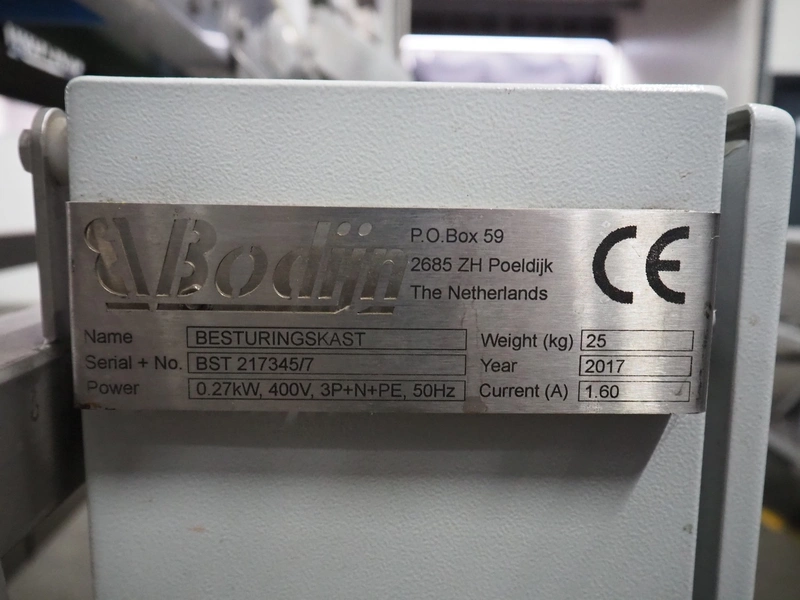 Bodijn
P.O.Box 59
2685 ZH Poeldijk
The Netherlands
CE
Name BESTURINGSKAST Weight (kg) 25
Serial + No. BST 217345/7 Year 2017
Power 0.27kW, 400V, 3P+N+PE, 50Hz Current (A) 1.60